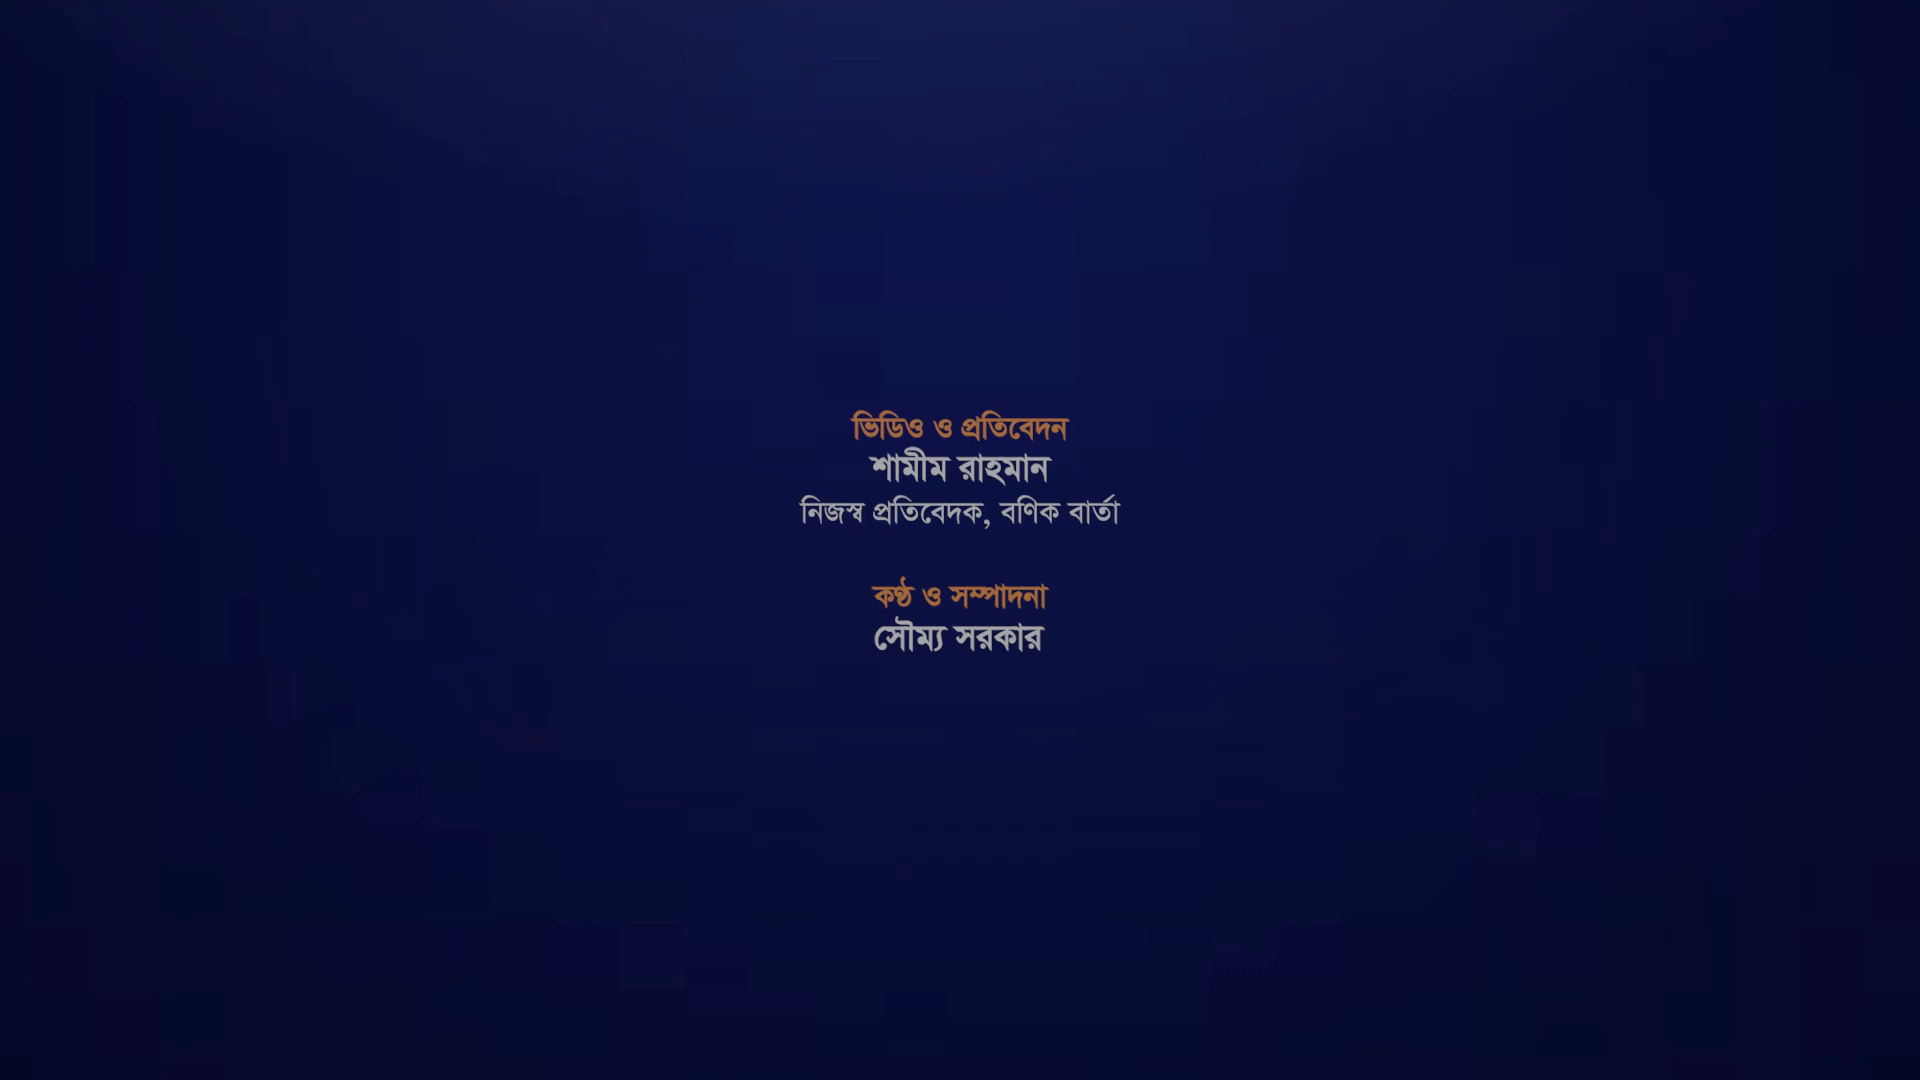 ভিডিও ও প্রতিবেদন
শামীম রাহমান
নিজস্ব প্রতিবেদক, বণিক বার্তা
কণ্ঠ ও সম্পাদনা
সৌম্য সরকার